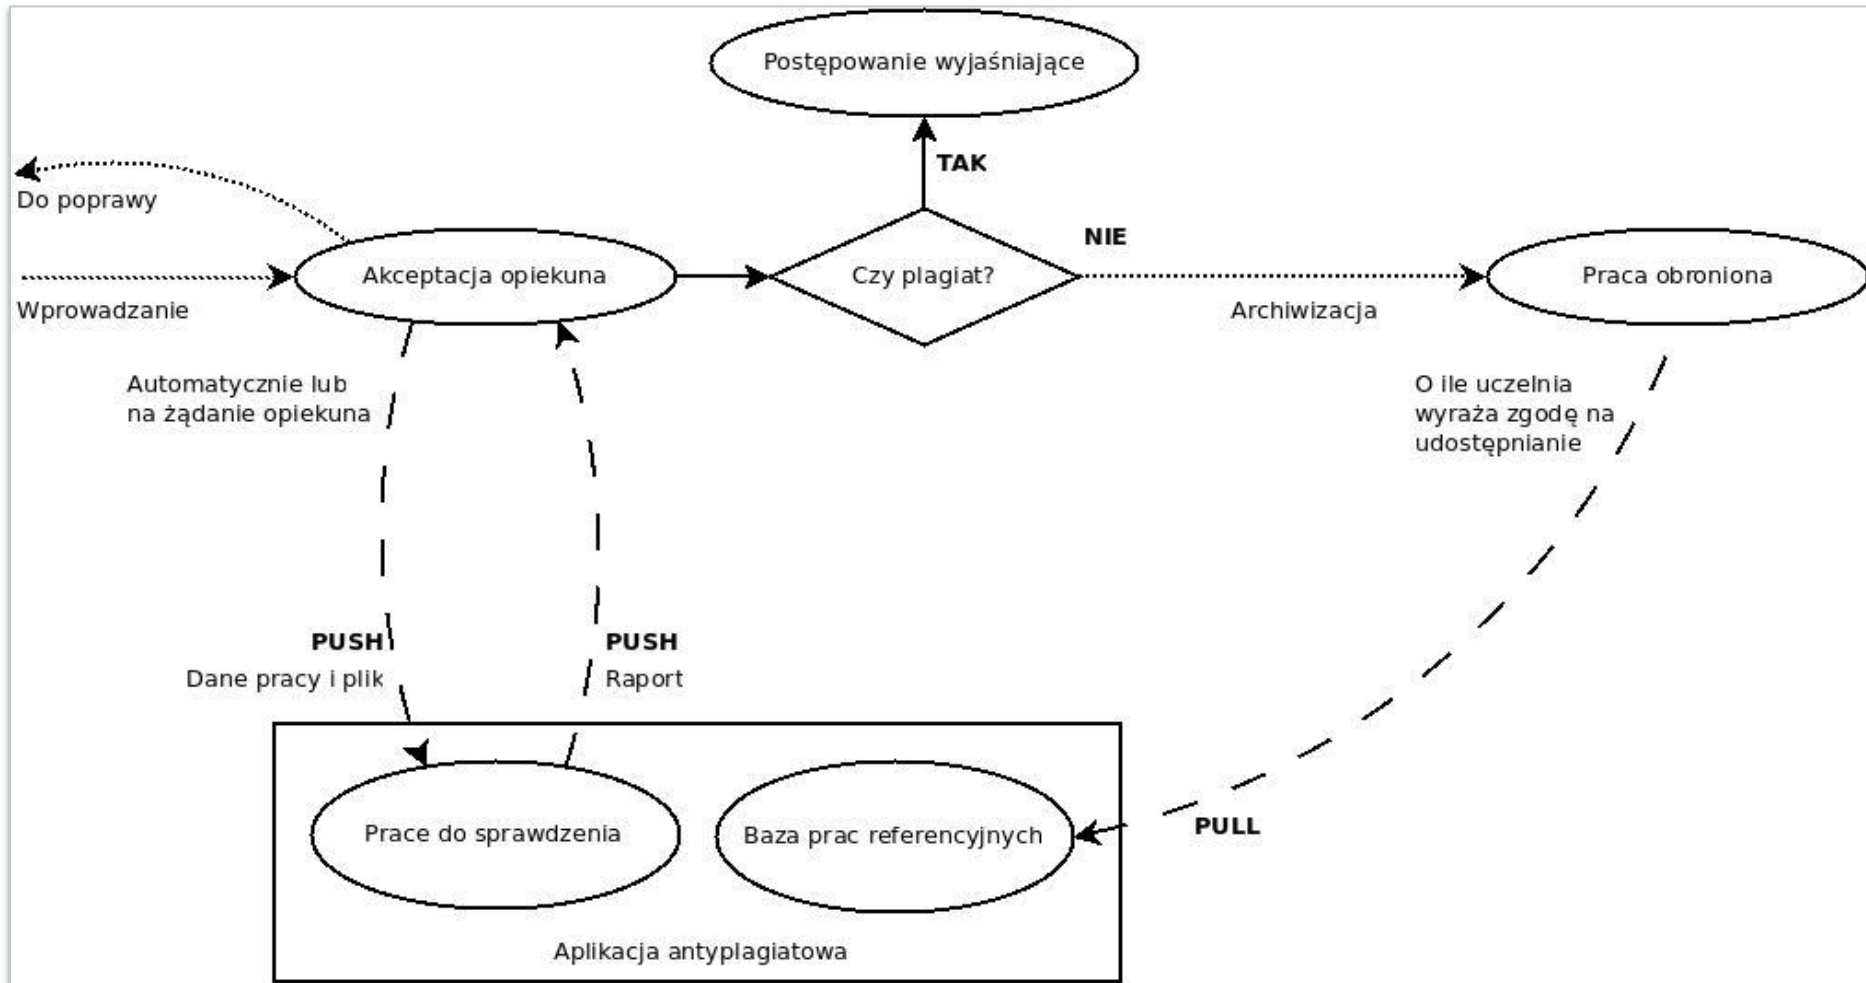 Postępowanie wyjaśniające
TAK
Do poprawy
NIE
Akceptacja opiekuna
Czy plagiat?
Praca obroniona
Wprowadzanie
Archiwizacja
Automatycznie lub
na żądanie opiekuna
O ile uczelnia
wyraża zgodę na
udostępnianie
PUSH
Dane pracy i plik
PUSH
Raport
PULL
Prace do sprawdzenia
Baza prac referencyjnych
Aplikacja antyplagiatowa